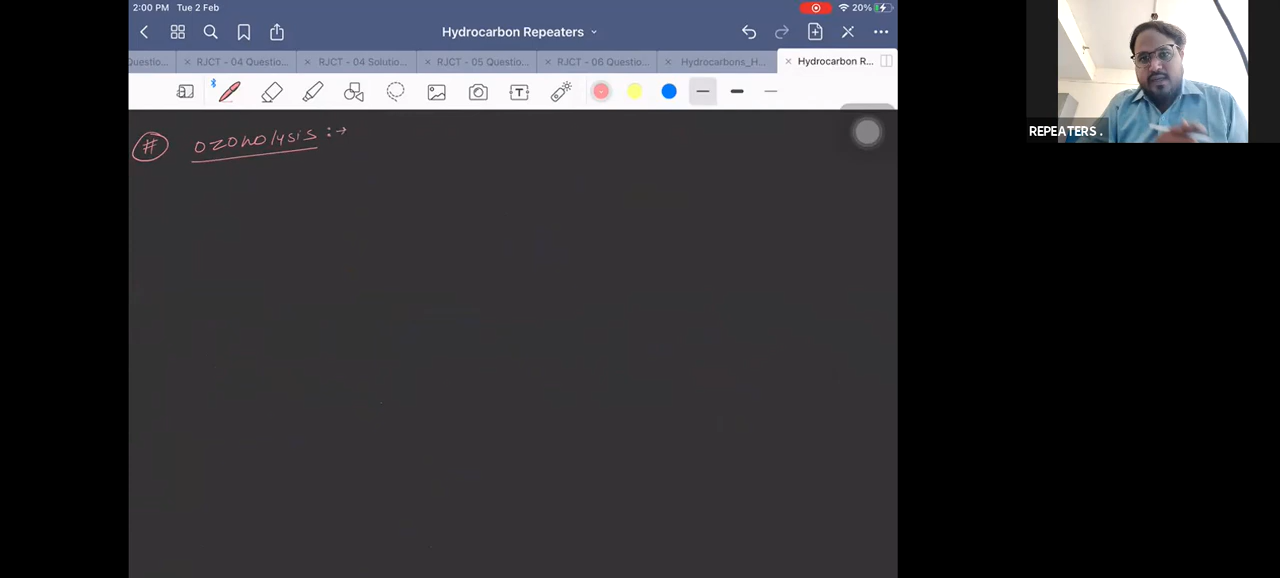 2:00 PM Tue 2 Feb
20%
Hydrocarbon Repeaters
Questio...
RJCT - 04 Questio...
RJCT - 04 Solutio...
RJCT - 05 Questio...
RJCT - 06 Questio...
Hydrocarbons_H...
Hydrocarbon R...
T
# ozonolysis :→
REPEATERS .